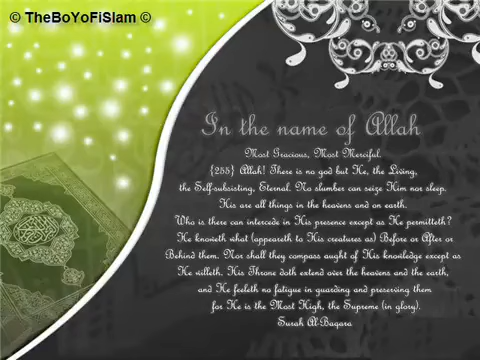 © TheBoYoFiSlam ©
In the name of Allah
Most Gracious, Most Merciful.
{255} Allah! There is no god but He, the Living,
the Self-subsisting, Eternal. No slumber can seize Him nor sleep.
His are all things in the heavens and on earth.
Who is there can intercede in His presence except as He permitteth?
He knoweth what (appeareth to His creatures as) Before or After or
Behind them. Nor shall they compass aught of His knowledge except as
He willeth. His Throne doth extend over the heavens and the earth,
and He feeleth no fatigue in guarding and preserving them
for He is the Most High, the Supreme (in glory).
Surah Al-Baqara